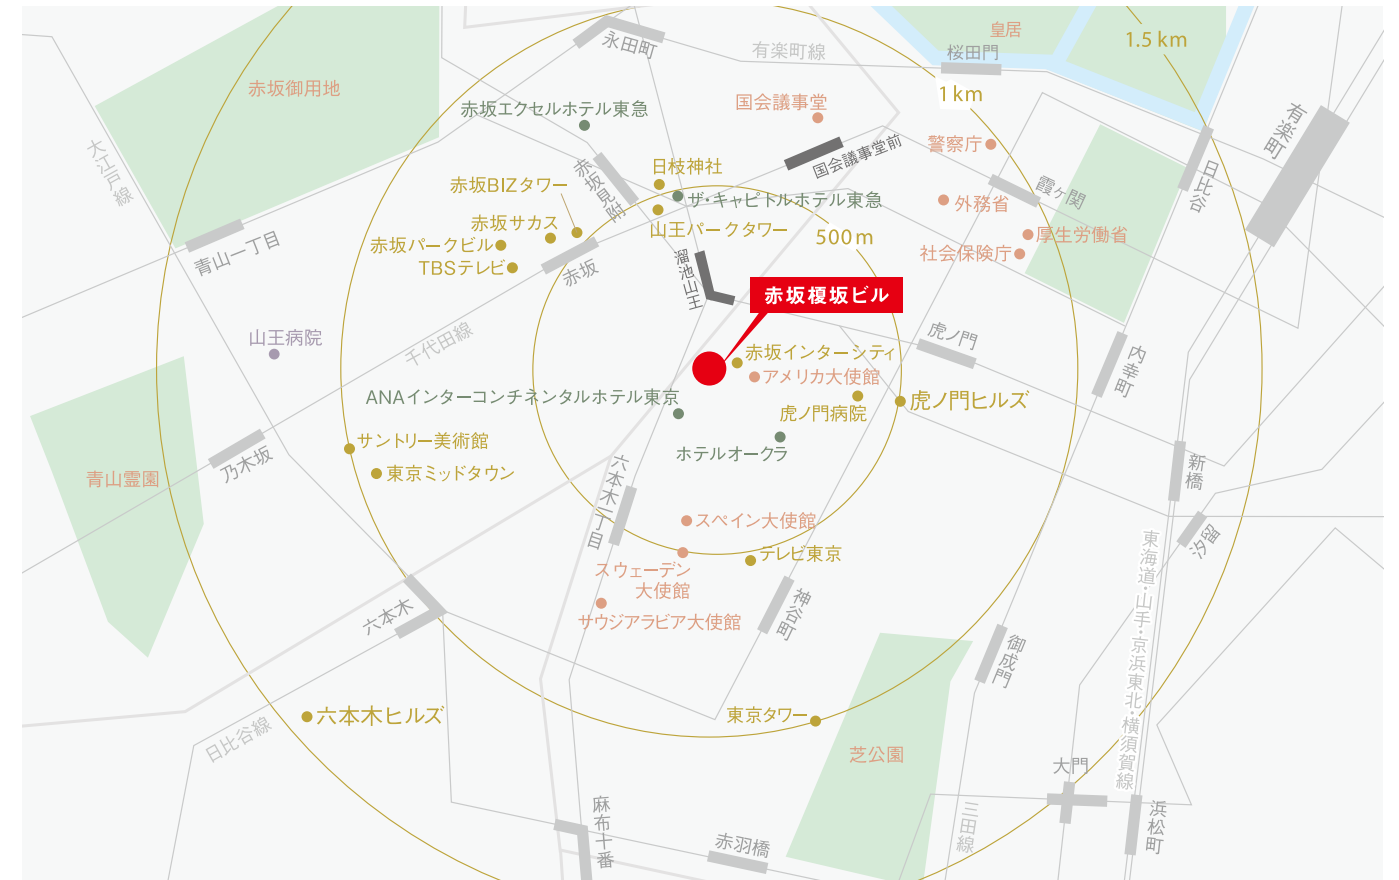 皇居
1.5 km
永田町
有楽町線
桜田門
赤坂御用地
1 km
国会議事堂
赤坂エクセルホテル東急
有楽町
大江戸線
警察庁
国会議事堂前
日比谷
日枝神社
赤坂見附
赤坂BIZタワー
霞ヶ関
ザ・キャピトルホテル東急
外務省
赤坂サカス
山王パークタワー
500m
厚生労働省
赤坂パークビル
青山一丁目
社会保険庁
TBSテレビ
赤坂
溜池山王
赤坂榎坂ビル
山王病院
千代田線
虎ノ門
赤坂インターシティ
内幸町
アメリカ大使館
ANAインターコンチネンタルホテル東京
虎ノ門ヒルズ
虎ノ門病院
サントリー美術館
ホテルオークラ
乃木坂
東京ミッドタウン
青山霊園
新橋
六本木一丁目
スペイン大使館
汐留
テレビ東京
スウェーデン
大使館
東海道・山手・京浜東北・横須賀線
六本木
サウジアラビア大使館
神谷町
御成門
六本木ヒルズ
東京タワー
日比谷線
芝公園
大門
麻布十番
三田線
浜松町
赤羽橋